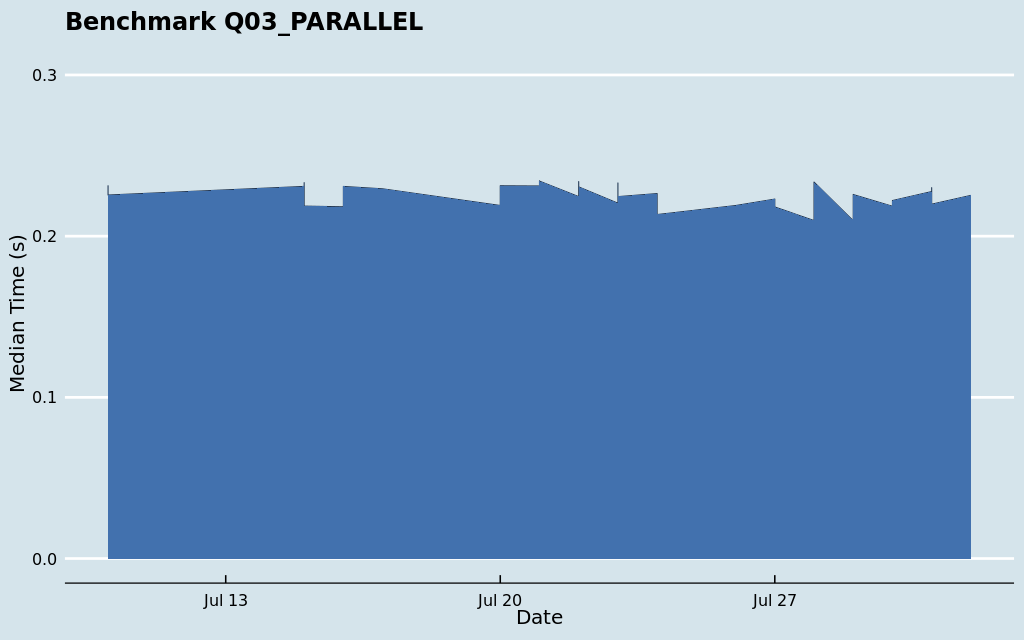 Benchmark Q03_PARALLEL
0.3
0.2
0.1
0.0
Median Time (s)
Jul 13
Jul 20
Jul 27
Date